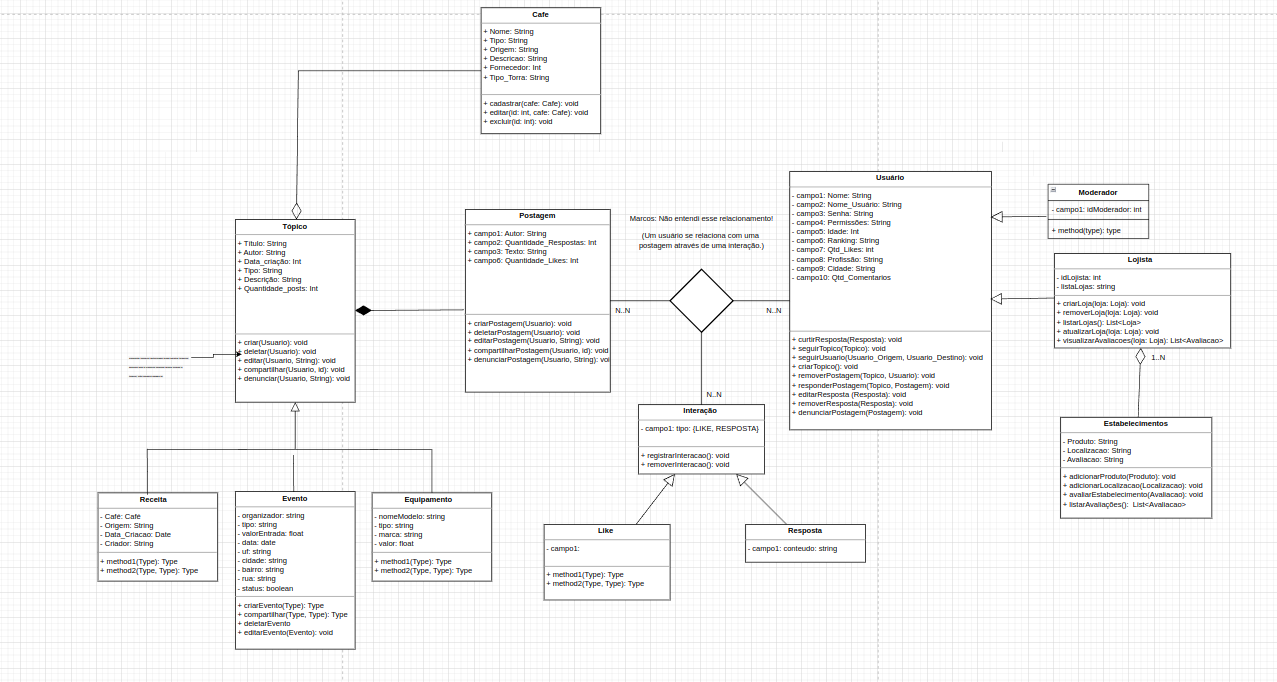 Cafe
+ Nome: String
+ Tipo: String
+ Origem: String
+ Descricao: String
+ Fornecedor: Int
+ Tipo_Torra: String
+ cadastrar(cafe: Cafe): void
+ editar(id: int, cafe: Cafe): void
+ excluir(id: int): void
Tópico
+ Título: String
+ Autor: String
+ Data_criação: Int
+ Tipo: String
+ Descrição: String
+ Quantidade_posts: Int
+ criar(Usuario): void
+ deletar(Usuario): void
+ editar(Usuario, String): void
+ compartilhar(Usuario, id): void
+ denunciar(Usuario, String): void
Postagem
+ campo1: Autor: String
+ campo2: Quantidade_Respostas: Int
+ campo3: Texto: String
+ campo6: Quantidade_Likes: Int
+ criarPostagem(Usuario): void
+ deletarPostagem(Usuario): void
+ editarPostagem(Usuario, String): void
+ compartilharPostagem(Usuario, id): void
+ denunciarPostagem(Usuario, String): voi
Marcos: Não entendi esse relacionamento!
(Um usuário se relaciona com uma
postagem através de uma interação.)
N..N
N..N
N..N
Usuário
- campo1: Nome: String
- campo2: Nome_Usuário: String
- campo3: Senha: String
- campo4: Permissões: String
- campo5: Idade: Int
- campo6: Ranking: String
- campo7: Qtd_Likes: int
- campo8: Profissão: String
- campo9: Cidade: String
- campo10: Qtd_Comentarios
+ curtirResposta(Resposta): void
+ seguirTopico(Topico): void
+ seguirUsuario(Usuario_Origem, Usuario_Destino): void
+ criarTopico(): void
+ removerPostagem(Topico, Usuario): void
+ responderPostagem(Topico, Postagem): void
+ editarResposta (Resposta): void
+ removerResposta(Resposta): void
+ denunciarPostagem(Postagem): void
Moderador
- campo1: idModerador: int
+ method(type): type
Lojista
- idLojista: int
- listaLojas: string
+ criarLoja(loja: Loja): void
+ removerLoja(loja: Loja): void
+ listarLojas(): List<Loja>
+ atualizarLoja(loja: Loja): void
+ visualizarAvaliacoes(loja: Loja): List<Avaliacao>
1..N
Estabelecimentos
- Produto: String
- Localizacao: String
- Avaliacao: String
+ adicionarProduto(Produto): void
+ adicionarLocalizacao(Localizacao): void
+ avaliarEstabelecimento(Avaliacao): void
+ listarAvaliações():  List<Avaliacao>
Interação
- campo1: tipo: {LIKE, RESPOSTA}
+ registrarInteracao(): void
+ removerInteracao(): void
Like
- campo1:
+ method1(Type): Type
+ method2(Type, Type): Type
Resposta
- campo1: conteudo: string
Receita
- Café: Café
- Origem: String
- Data_Criacao: Date
- Criador: String
+ method1(Type): Type
+ method2(Type, Type): Type
Evento
- organizador: string
- tipo: string
- valorEntrada: float
- data: date
- uf: string
- cidade: string
- bairro: string
- rua: string
- status: boolean
+ criarEvento(Type): Type
+ compartilhar(Type, Type): Type
+ deletarEvento
+ editarEvento(Evento): void
Equipamento
- nomeModelo: string
- tipo: string
- marca: string
- valor: float
+ method1(Type): Type
+ method2(Type, Type): Type